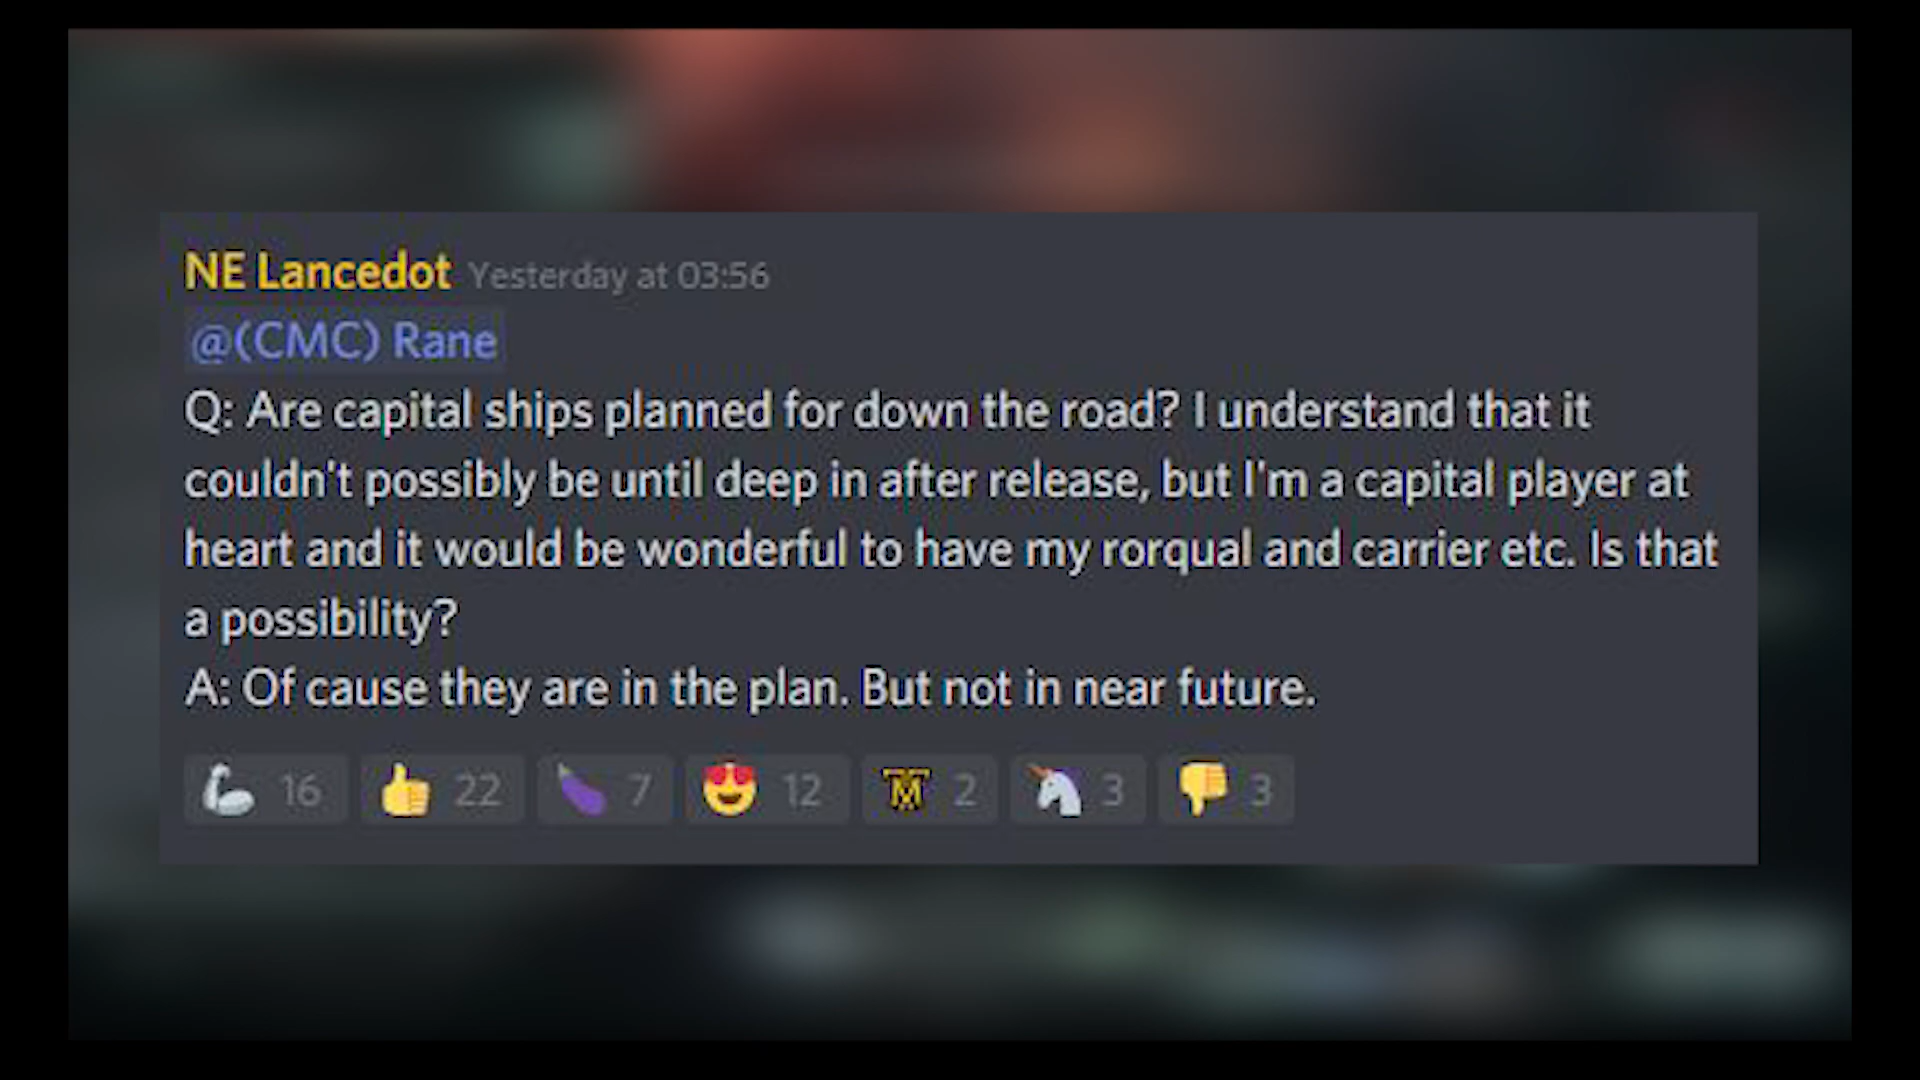 NE Lancedot Yesterday at 03:56
@(CMC) Rane
Q: Are capital ships planned for down the road? I understand that it
couldn't possibly be until deep in after release, but I'm a capital player at
heart and it would be wonderful to have my rorqual and carrier etc. Is that
a possibility?
A: Of cause they are in the plan. But not in near future.
16 22 7 12 2 3 3